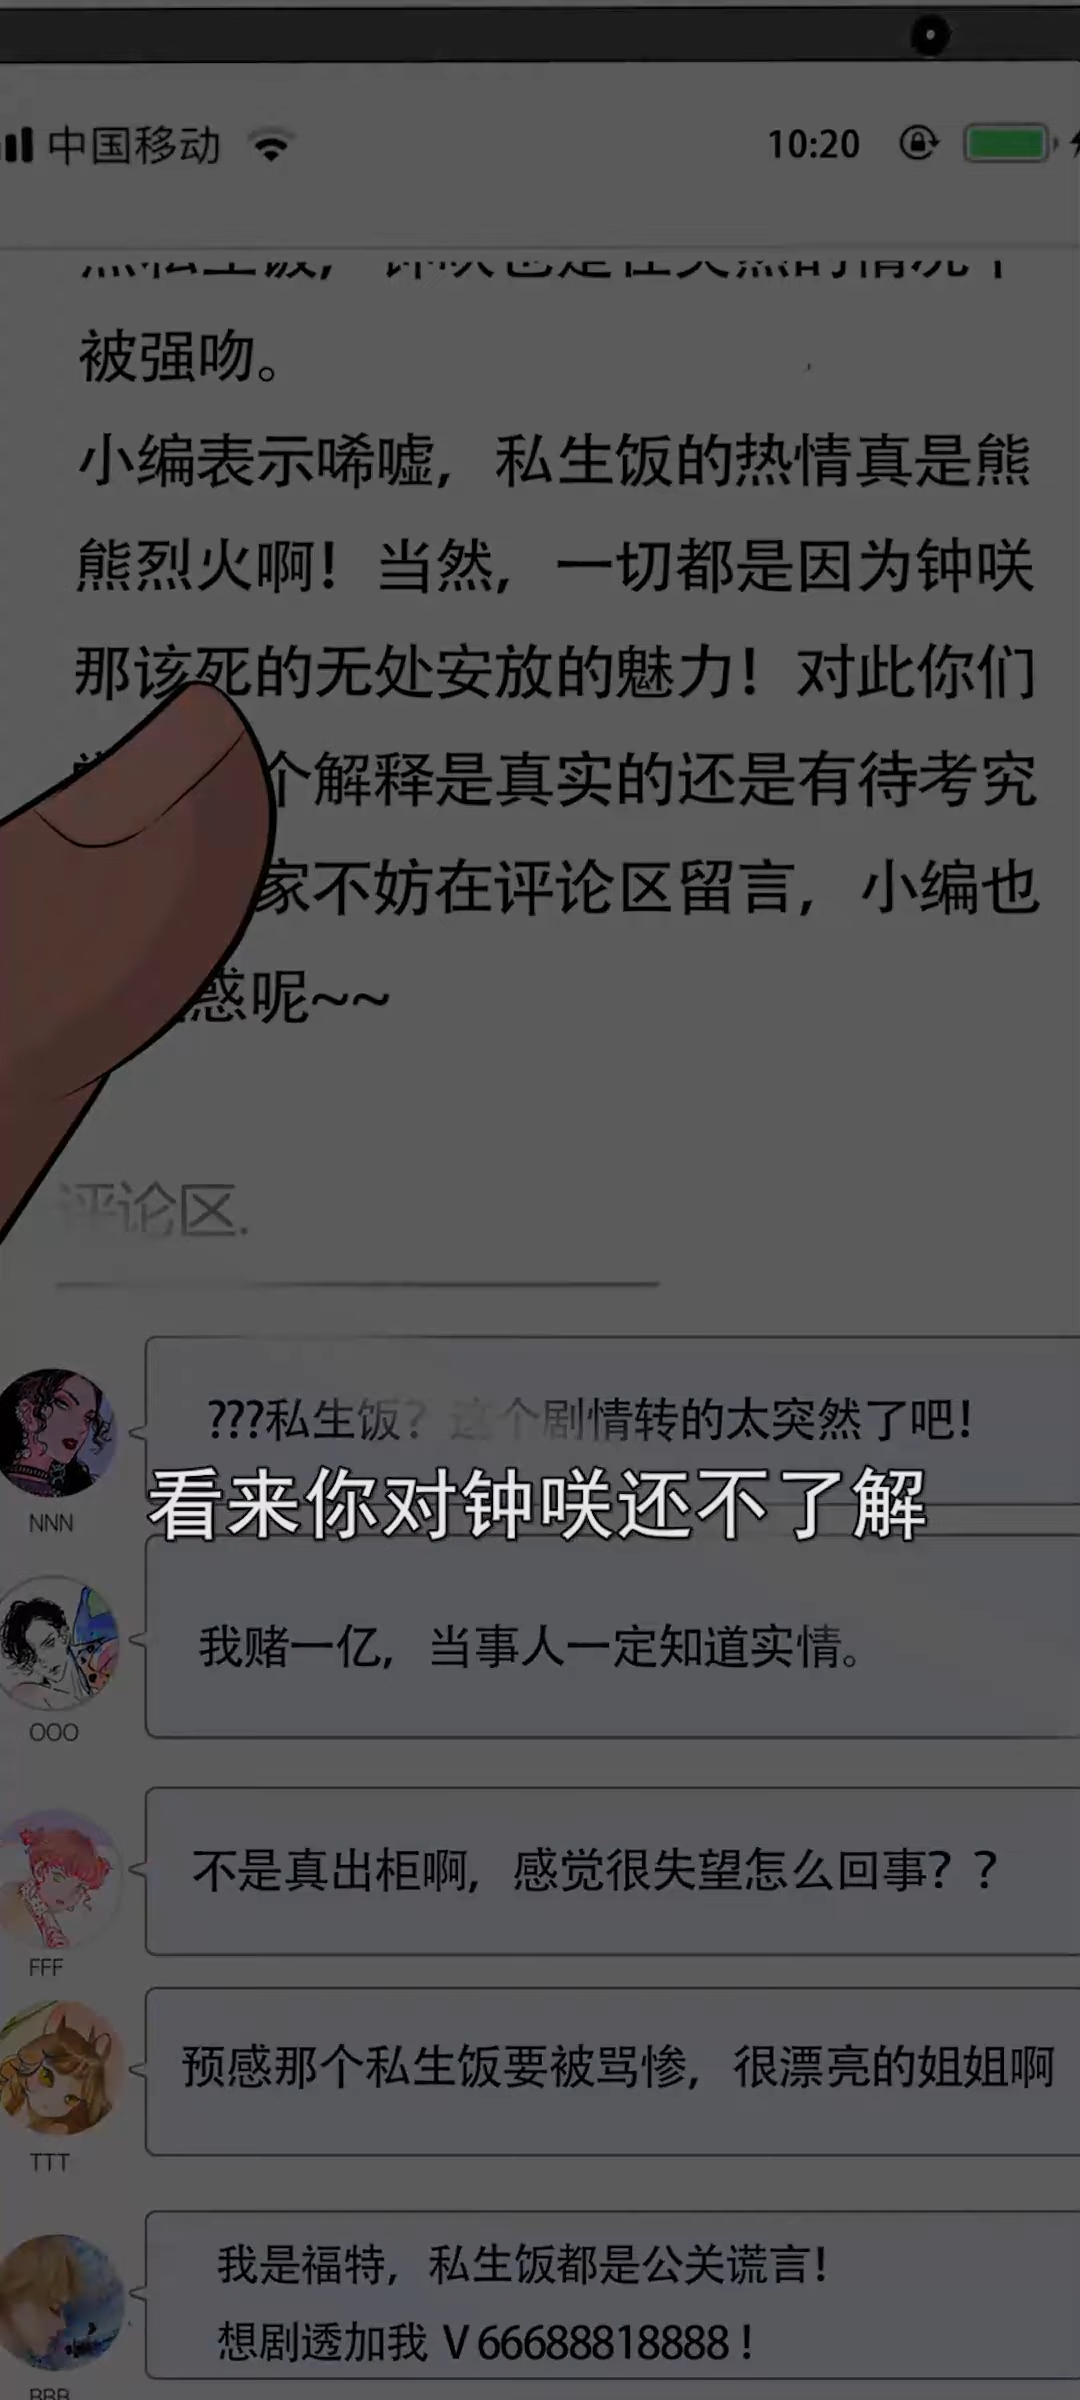 中国移动
10:20
被强吻。
小编表示唏嘘，私生饭的热情真是熊
熊烈火啊！当然，一切都是因为钟咲
那该死的无处安放的魅力！对此你们
个解释是真实的还是有待考究
家不妨在评论区留言，小编也
惑呢~~
评论区.
???私生饭？这个剧情转的太突然了吧！
NNN
看来你对钟咲还不了解
我赌一亿，当事人一定知道实情。
OOO
不是真出柜啊，感觉很失望怎么回事？？
FFF
预感那个私生饭要被骂惨，很漂亮的姐姐啊
TTT
我是福特，私生饭都是公关谎言！
想剧透加我 V 66688818888！
BBB